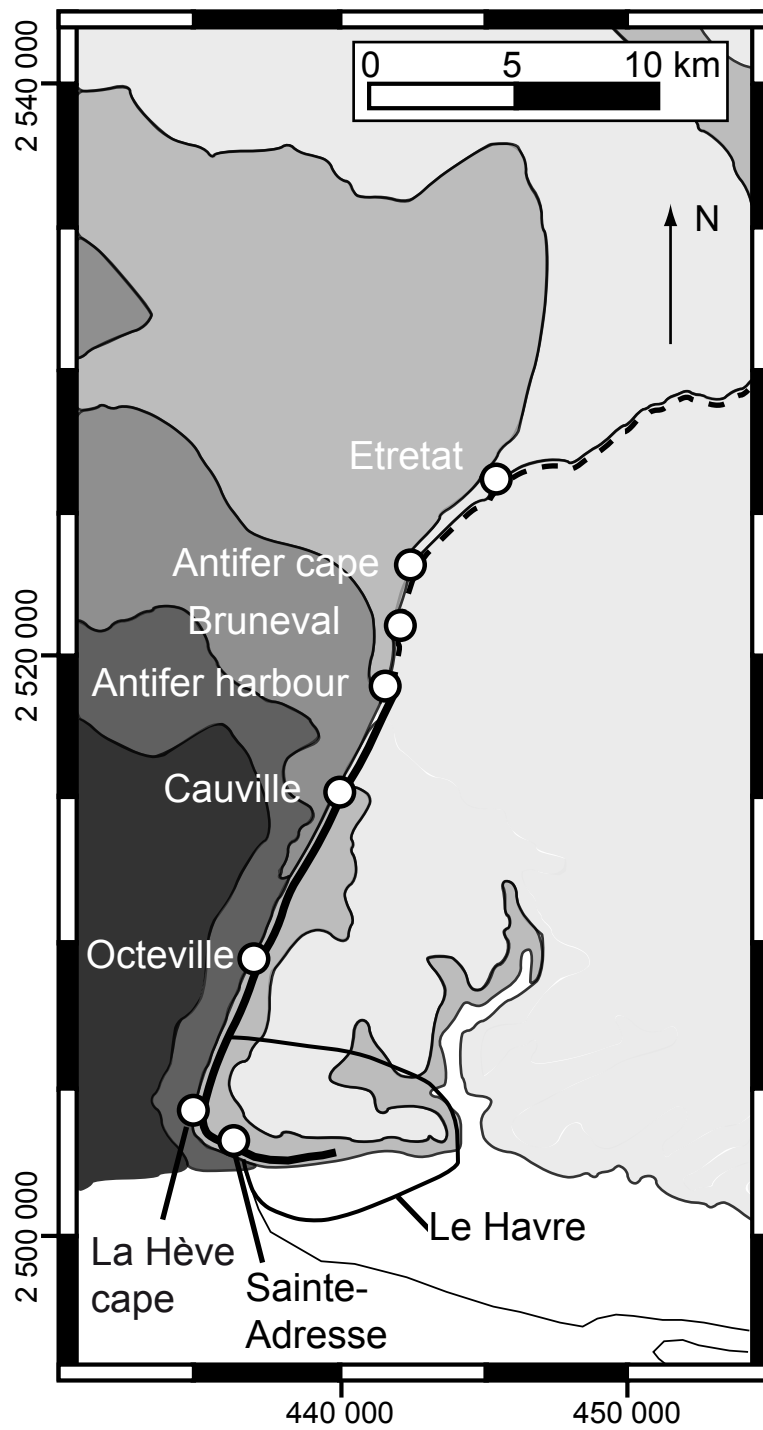 0 5 10 km
2 540 000
N
Etretat
Antifer cape
Bruneval
2 520 000
Antifer harbour
Cauville
Octeville
Le Havre
La Hève
cape
2 500 000
Sainte-
Adresse
440 000 450 000